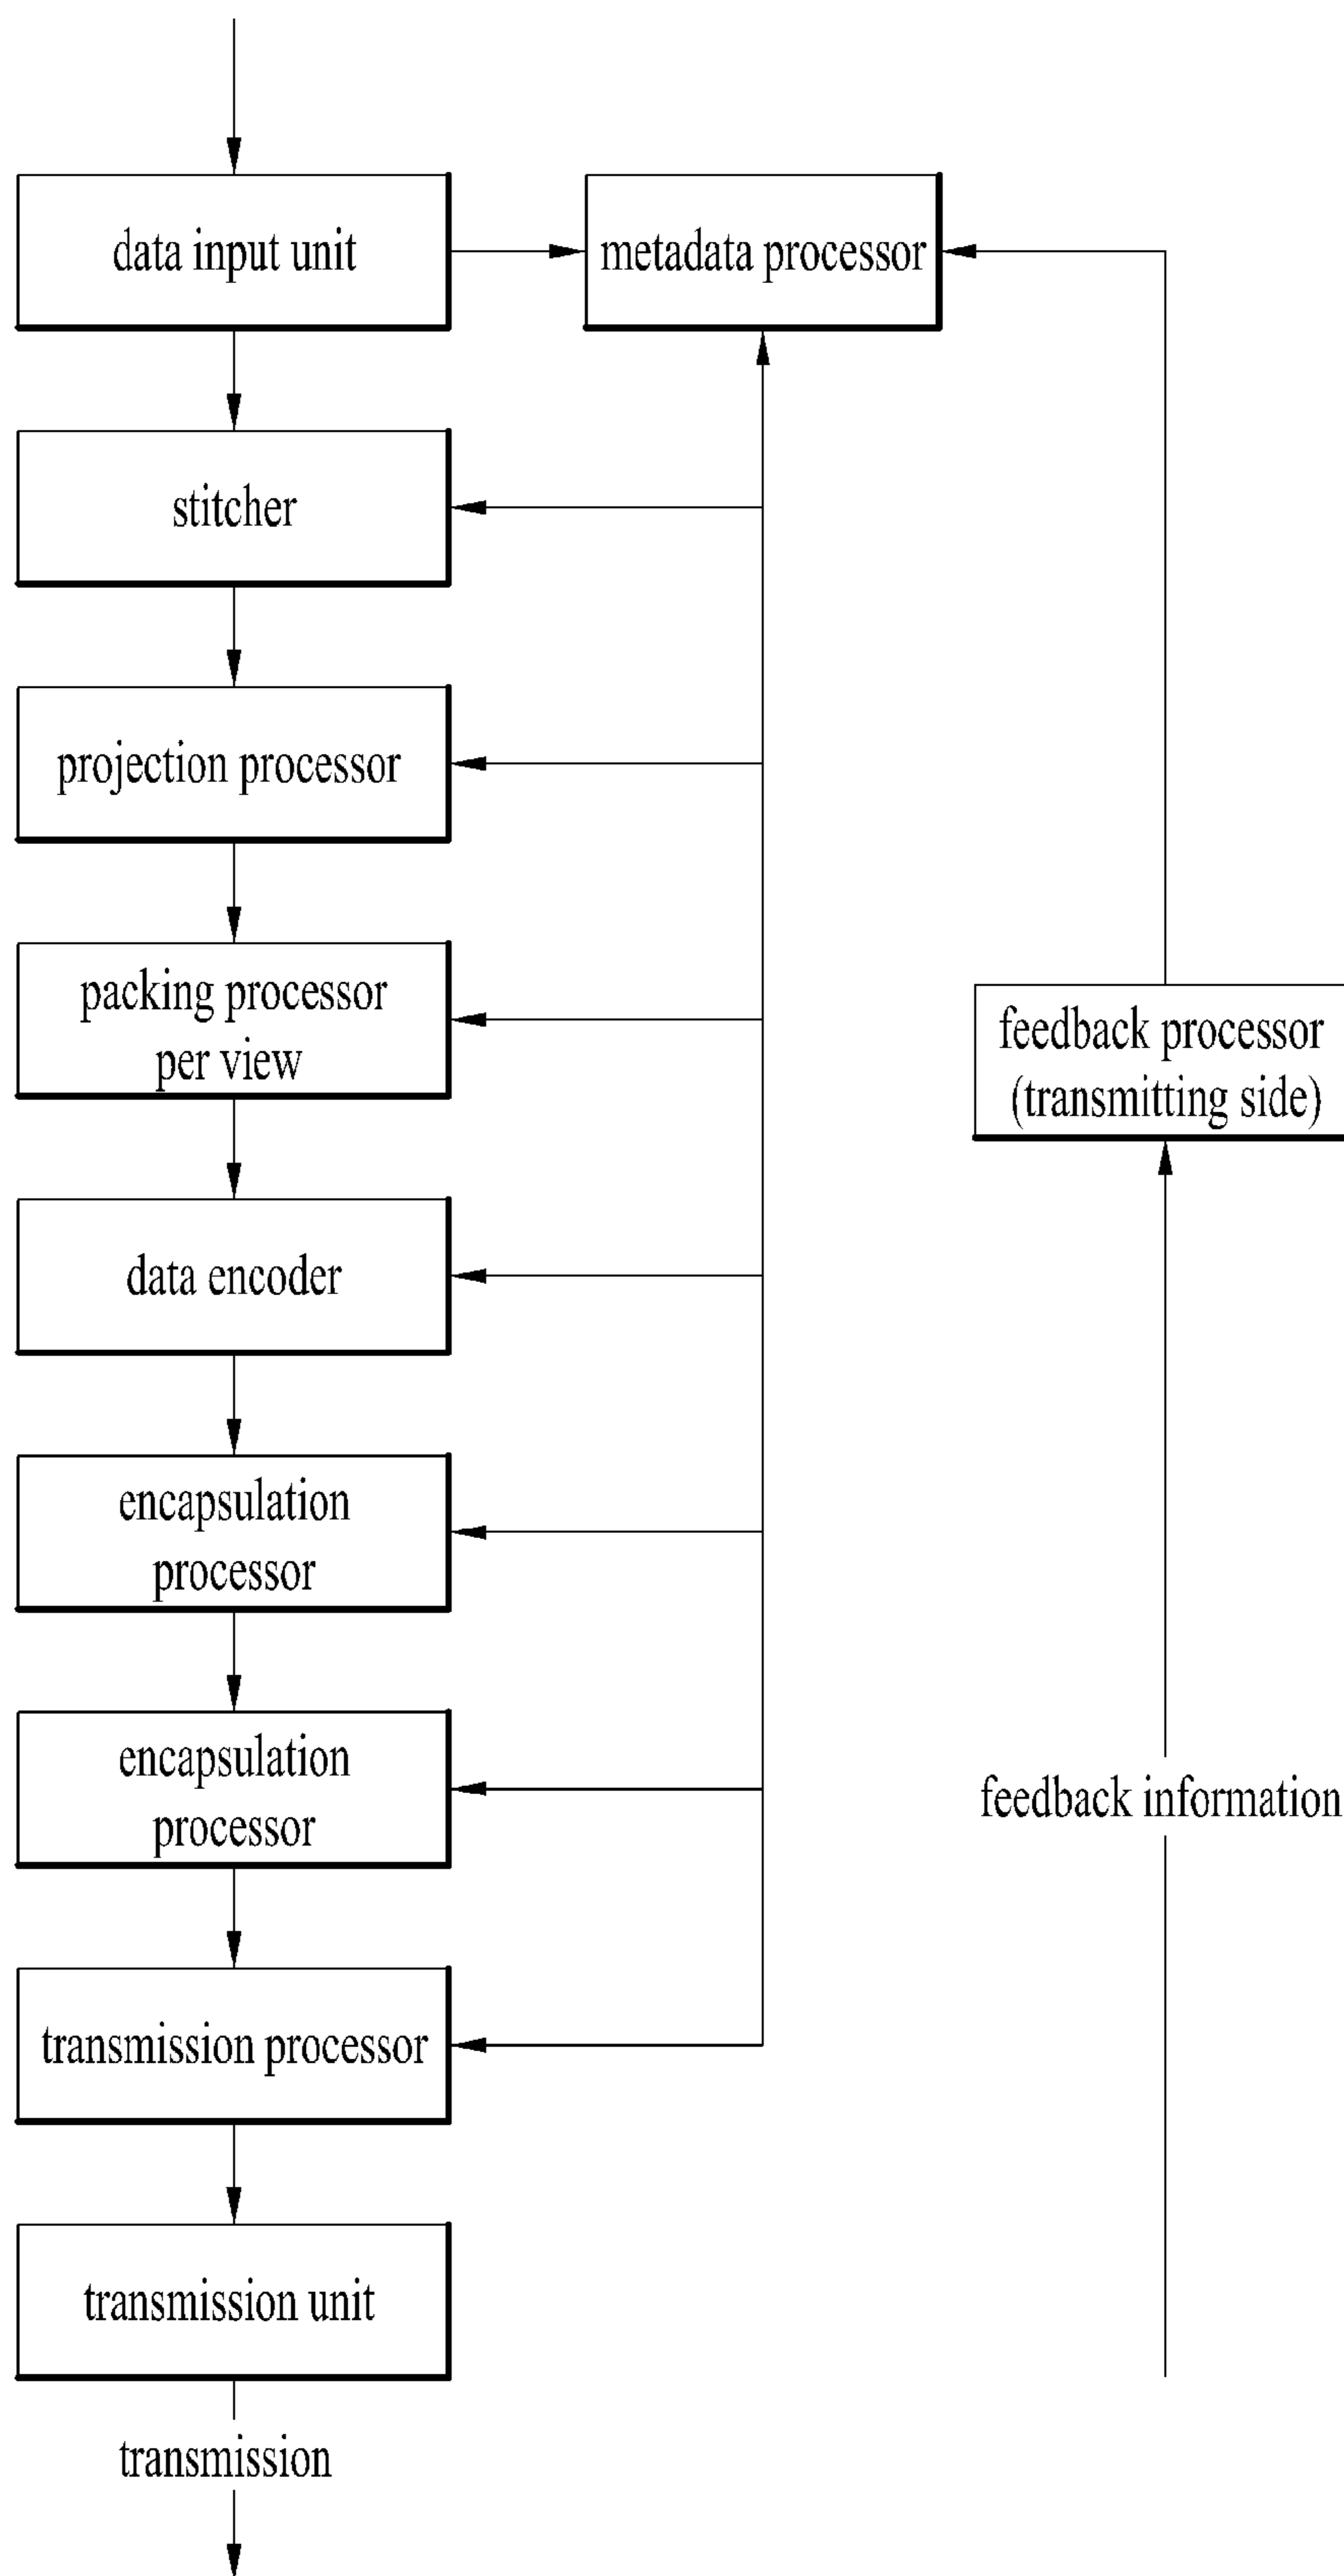 data input unit
metadata processor
stitcher
projection processor
packing processor
per view
feedback processor
(transmitting side)
data encoder
encapsulation
processor
encapsulation
processor
feedback information
transmission processor
transmission unit
transmission